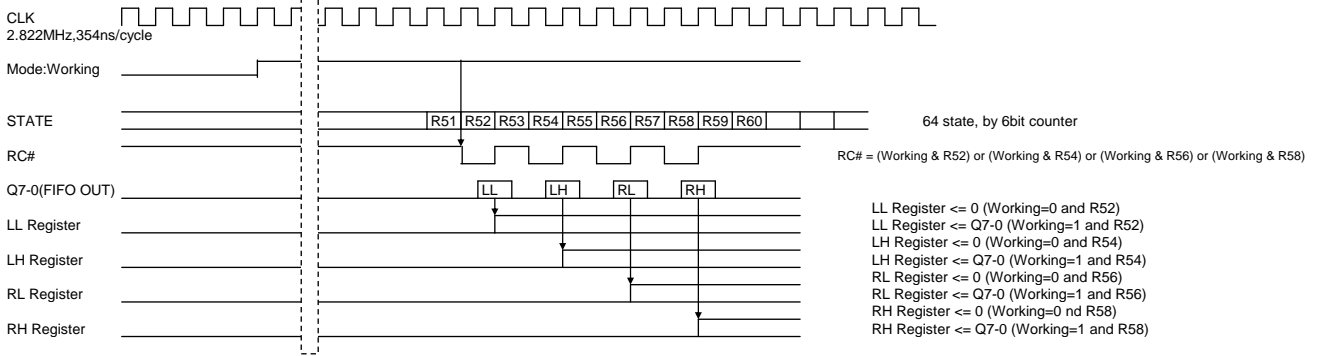 CLK
2.822MHz,354ns/cycle
Mode:Working
STATE
R51 R52 R53 R54 R55 R56 R57 R58 R59 R60
64 state, by 6bit counter
RC#
RC# = (Working & R52) or (Working & R54) or (Working & R56) or (Working & R58)
Q7-0(FIFO OUT)
LL LH RL RH
LL Register
LH Register
RL Register
RH Register
LL Register <= 0 (Working=0 and R52)
LL Register <= Q7-0 (Working=1 and R52)
LH Register <= 0 (Working=0 and R54)
LH Register <= Q7-0 (Working=1 and R54)
RL Register <= 0 (Working=0 and R56)
RL Register <= Q7-0 (Working=1 and R56)
RH Register <= 0 (Working=0 nd R58)
RH Register <= Q7-0 (Working=1 and R58)